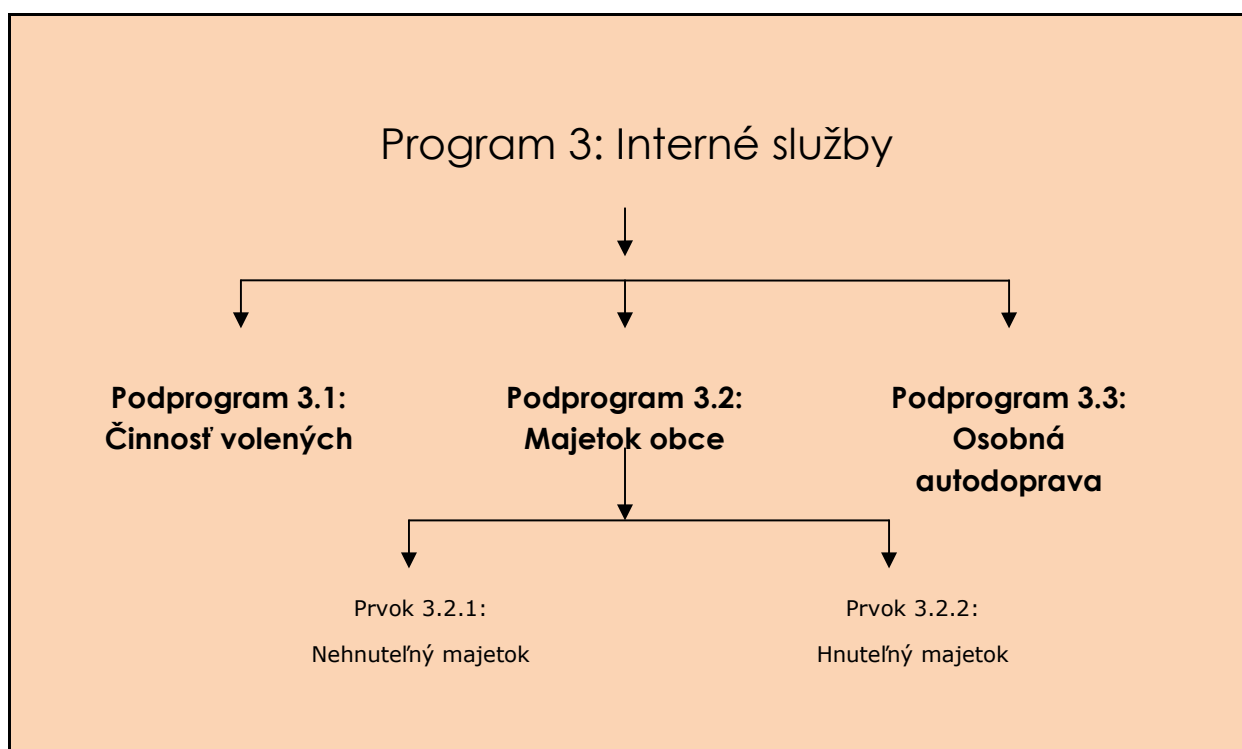 Program 3: Interné služby
Podprogram 3.1:
Činnosť volených
Podprogram 3.2:
Majetok obce
Podprogram 3.3:
Osobná
autodoprava
Prvok 3.2.1:
Nehnuteľný majetok
Prvok 3.2.2:
Hnuteľný majetok